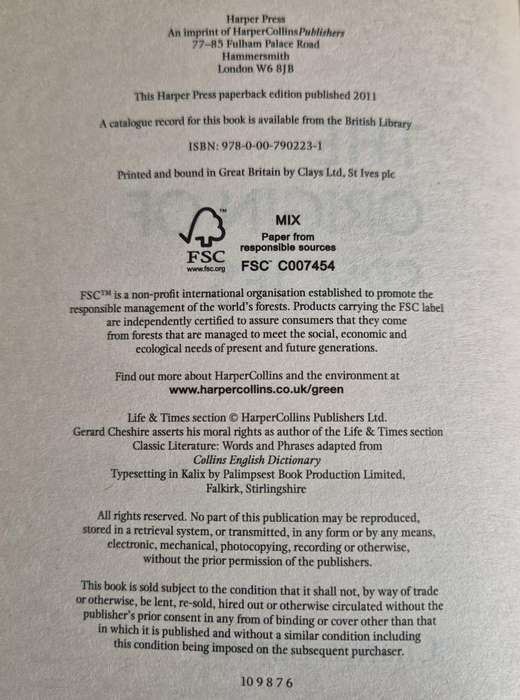 Harper Press
An imprint of HarperCollinsPublishers
77–85 Fulham Palace Road
Hammersmith
London W6 8JB
This Harper Press paperback edition published 2011
A catalogue record for this book is available from the British Library
ISBN: 978-0-00-790223-1
Printed and bound in Great Britain by Clays Ltd, St Ives plc
™
FSC
www.fsc.org
MIX
Paper from
responsible sources
FSC™ C007454
FSC™ is a non-profit international organisation established to promote the
responsible management of the world's forests. Products carrying the FSC label
are independently certified to assure consumers that they come
from forests that are managed to meet the social, economic and
ecological needs of present and future generations.
Find out more about HarperCollins and the environment at
www.harpercollins.co.uk/green
Life & Times section © HarperCollins Publishers Ltd.
Gerard Cheshire asserts his moral rights as author of the Life & Times section
Classic Literature: Words and Phrases adapted from
Collins English Dictionary
Typesetting in Kalix by Palimpsest Book Production Limited,
Falkirk, Stirlingshire
All rights reserved. No part of this publication may be reproduced,
stored in a retrieval system, or transmitted, in any form or by any means,
electronic, mechanical, photocopying, recording or otherwise,
without the prior permission of the publishers.
This book is sold subject to the condition that it shall not, by way of trade
or otherwise, be lent, re-sold, hired out or otherwise circulated without the
publisher's prior consent in any from of binding or cover other than that
in which it is published and without a similar condition including
this condition being imposed on the subsequent purchaser.
10 9 8 7 6